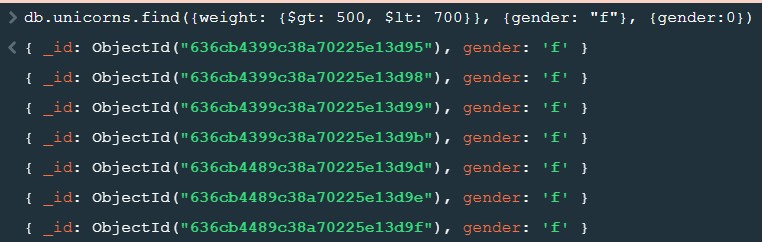 > db.unicorns.find({weight: {$gt: 500, $lt: 700}}, {gender: "f"}, {gender:0})
< { _id: ObjectId("636cb4399c38a70225e13d95"), gender: 'f' }
{ _id: ObjectId("636cb4399c38a70225e13d98"), gender: 'f' }
{ _id: ObjectId("636cb4399c38a70225e13d99"), gender: 'f' }
{ _id: ObjectId("636cb4399c38a70225e13d9b"), gender: 'f' }
{ _id: ObjectId("636cb4489c38a70225e13d9d"), gender: 'f' }
{ _id: ObjectId("636cb4489c38a70225e13d9e"), gender: 'f' }
{ _id: ObjectId("636cb4489c38a70225e13d9f"), gender: 'f' }